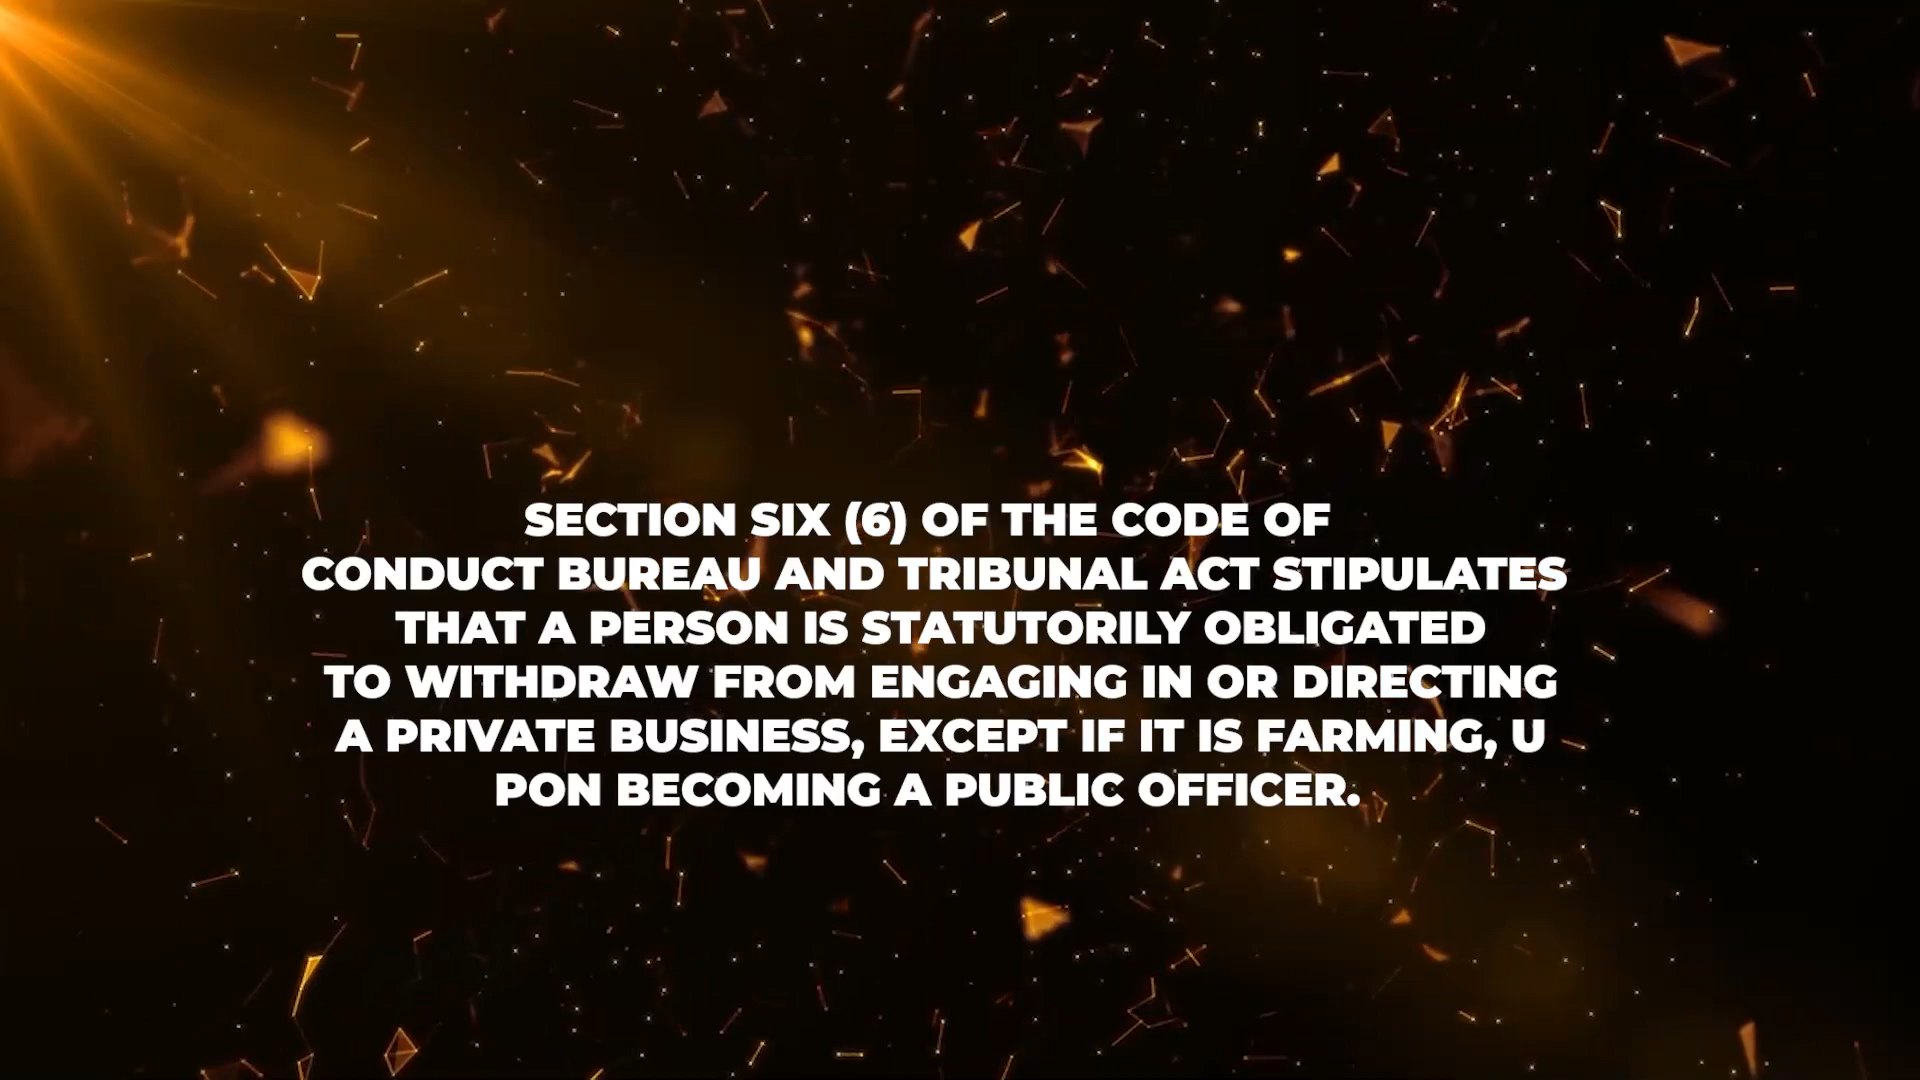 SECTION SIX (6) OF THE CODE OF
CONDUCT BUREAU AND TRIBUNAL ACT STIPULATES
THAT A PERSON IS STATUTORILY OBLIGATED
TO WITHDRAW FROM ENGAGING IN OR DIRECTING
A PRIVATE BUSINESS, EXCEPT IF IT IS FARMING, U
PON BECOMING A PUBLIC OFFICER.